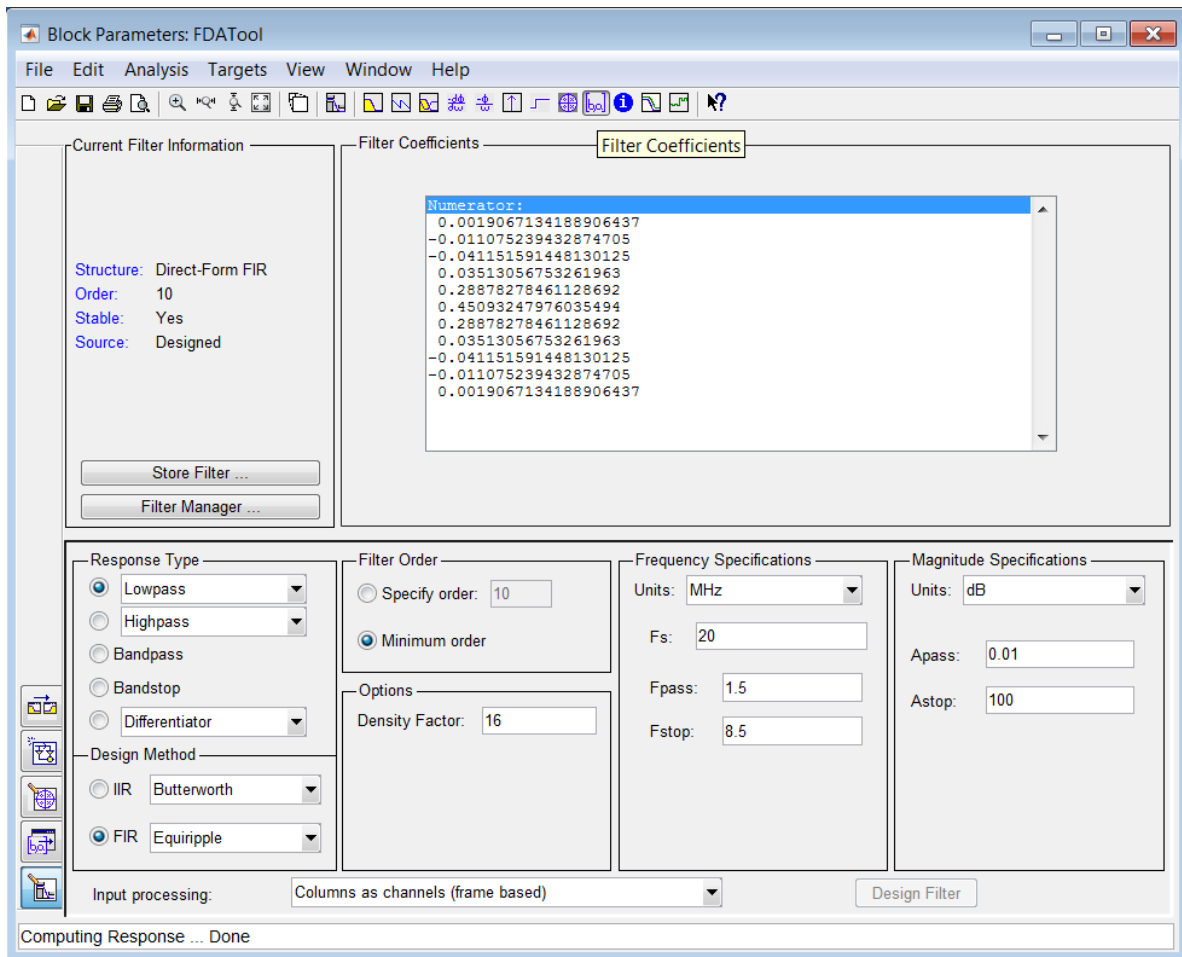 Block Parameters: FDATool
File Edit Analysis Targets View Window Help
Filter Coefficients
Current Filter Information
Structure: Direct-Form FIR
Order: 10
Stable: Yes
Source: Designed
Store Filter ...
Filter Manager ...
Filter Coefficients
Numerator:
0.0019067134188906437
-0.011075239432874705
-0.041151591448130125
0.03513056753261963
0.28878278461128692
0.45093247976035494
0.28878278461128692
0.03513056753261963
-0.041151591448130125
-0.011075239432874705
0.0019067134188906437
Response Type
Lowpass
Highpass
Bandpass
Bandstop
Differentiator
Design Method
IIR Butterworth
FIR Equiripple
Filter Order
Specify order: 10
Minimum order
Options
Density Factor: 16
Frequency Specifications
Units: MHz
Fs: 20
Fpass: 1.5
Fstop: 8.5
Magnitude Specifications
Units: dB
Apass: 0.01
Astop: 100
Input processing: Columns as channels (frame based)
Design Filter
Computing Response ... Done